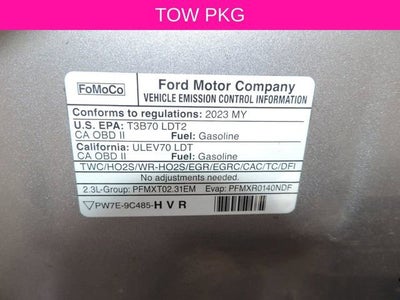 TOW PKG
FoMoCo
Ford Motor Company
VEHICLE EMISSION CONTROL INFORMATION
Conforms to regulations: 2023 MY
U.S. EPA: T3B70 LDT2
CA OBD II Fuel: Gasoline
California: ULEV70 LDT
CA OBD II Fuel: Gasoline
TWC/HO2S/WR-HO2S/EGR/EGRC/CAC/TC/DFI
No adjustments needed.
2.3L-Group: PFMXT02.31EM Evap: PFMXR0140NDF
PW7E-9C485-HVR